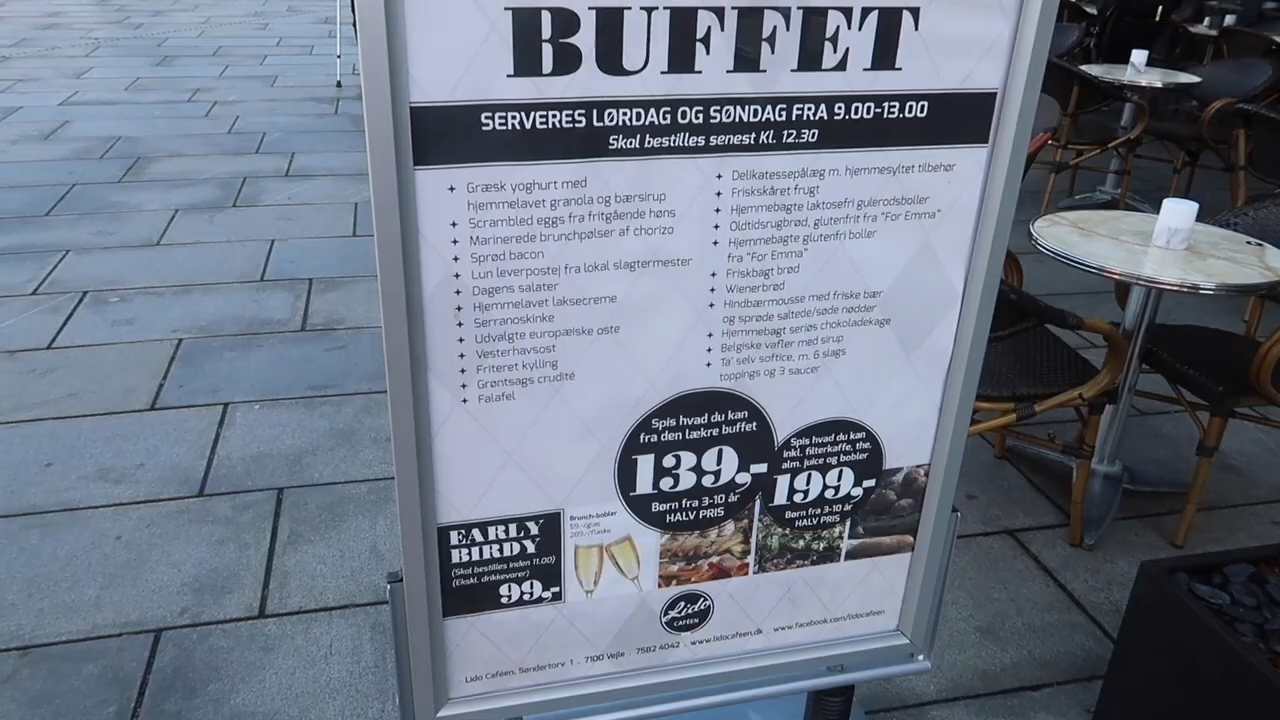 BUFFET
SERVERES LØRDAG OG SØNDAG FRA 9.00-13.00
Skal bestilles senest Kl. 12.30
Græsk yoghurt med
hjemmelavet granola og bærsirup
Scrambled eggs fra fritgående høns
Marinerede brunchpølser af chorizo
Sprød bacon
Lun leverpostej fra lokal slagtermester
Dagens salater
Hjemmelavet laksecreme
Serranoskinke
Udvalgte europæiske oste
Vesterhavsost
Friteret kylling
Grøntsags crudité
Falafel
Delikatessepålæg m. hjemmesyltet tilbehør
Friskskåret frugt
Hjemmebagte laktosefri gulerodsboller
Oldtidsrugbrød, glutenfrit fra "For Emma"
Hjemmebagte glutenfri boller
fra "For Emma"
Friskbagt brød
Wienerbrød
Hindbærmousse med friske bær
og sprøde saltede/søde nødder
Hjemmebagt seriøs chokoladekage
Belgiske vafler med sirup
Ta' selv softice, m. 6 slags
toppings og 3 saucer
Spis hvad du kan
fra den lækre buffet
139,-
Børn fra 3-10 år
HALV PRIS
Spis hvad du kan
inkl. filterkaffe, the,
alm. juice og bobler
199,-
Børn fra 3-10 år
HALV PRIS
EARLY
BIRDY
(Skal bestilles inden 11.00)
(Ekskl. drikkevarer)
99,-
Brunch-bobler
59,-/glas
269,-/flaske
Lido
CAFÉEN
Lido Caféen, Søndertorv 1 . 7100 Vejle . 7582 4042 . www.lidocafeen.dk . www.facebook.com/lidocafeen